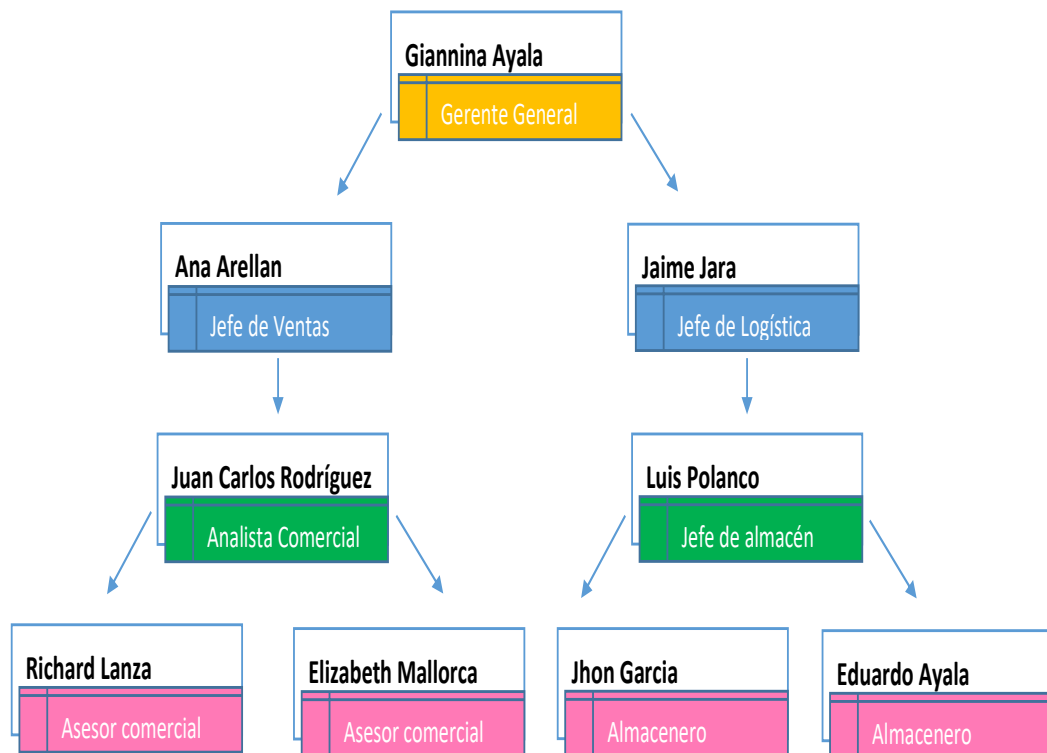 Giannina Ayala
Gerente General
Ana Arellan
Jefe de Ventas
Jaime Jara
Jefe de Logística
Juan Carlos Rodríguez
Analista Comercial
Luis Polanco
Jefe de almacén
Richard Lanza
Asesor comercial
Elizabeth Mallorca
Asesor comercial
Jhon Garcia
Almacenero
Eduardo Ayala
Almacenero